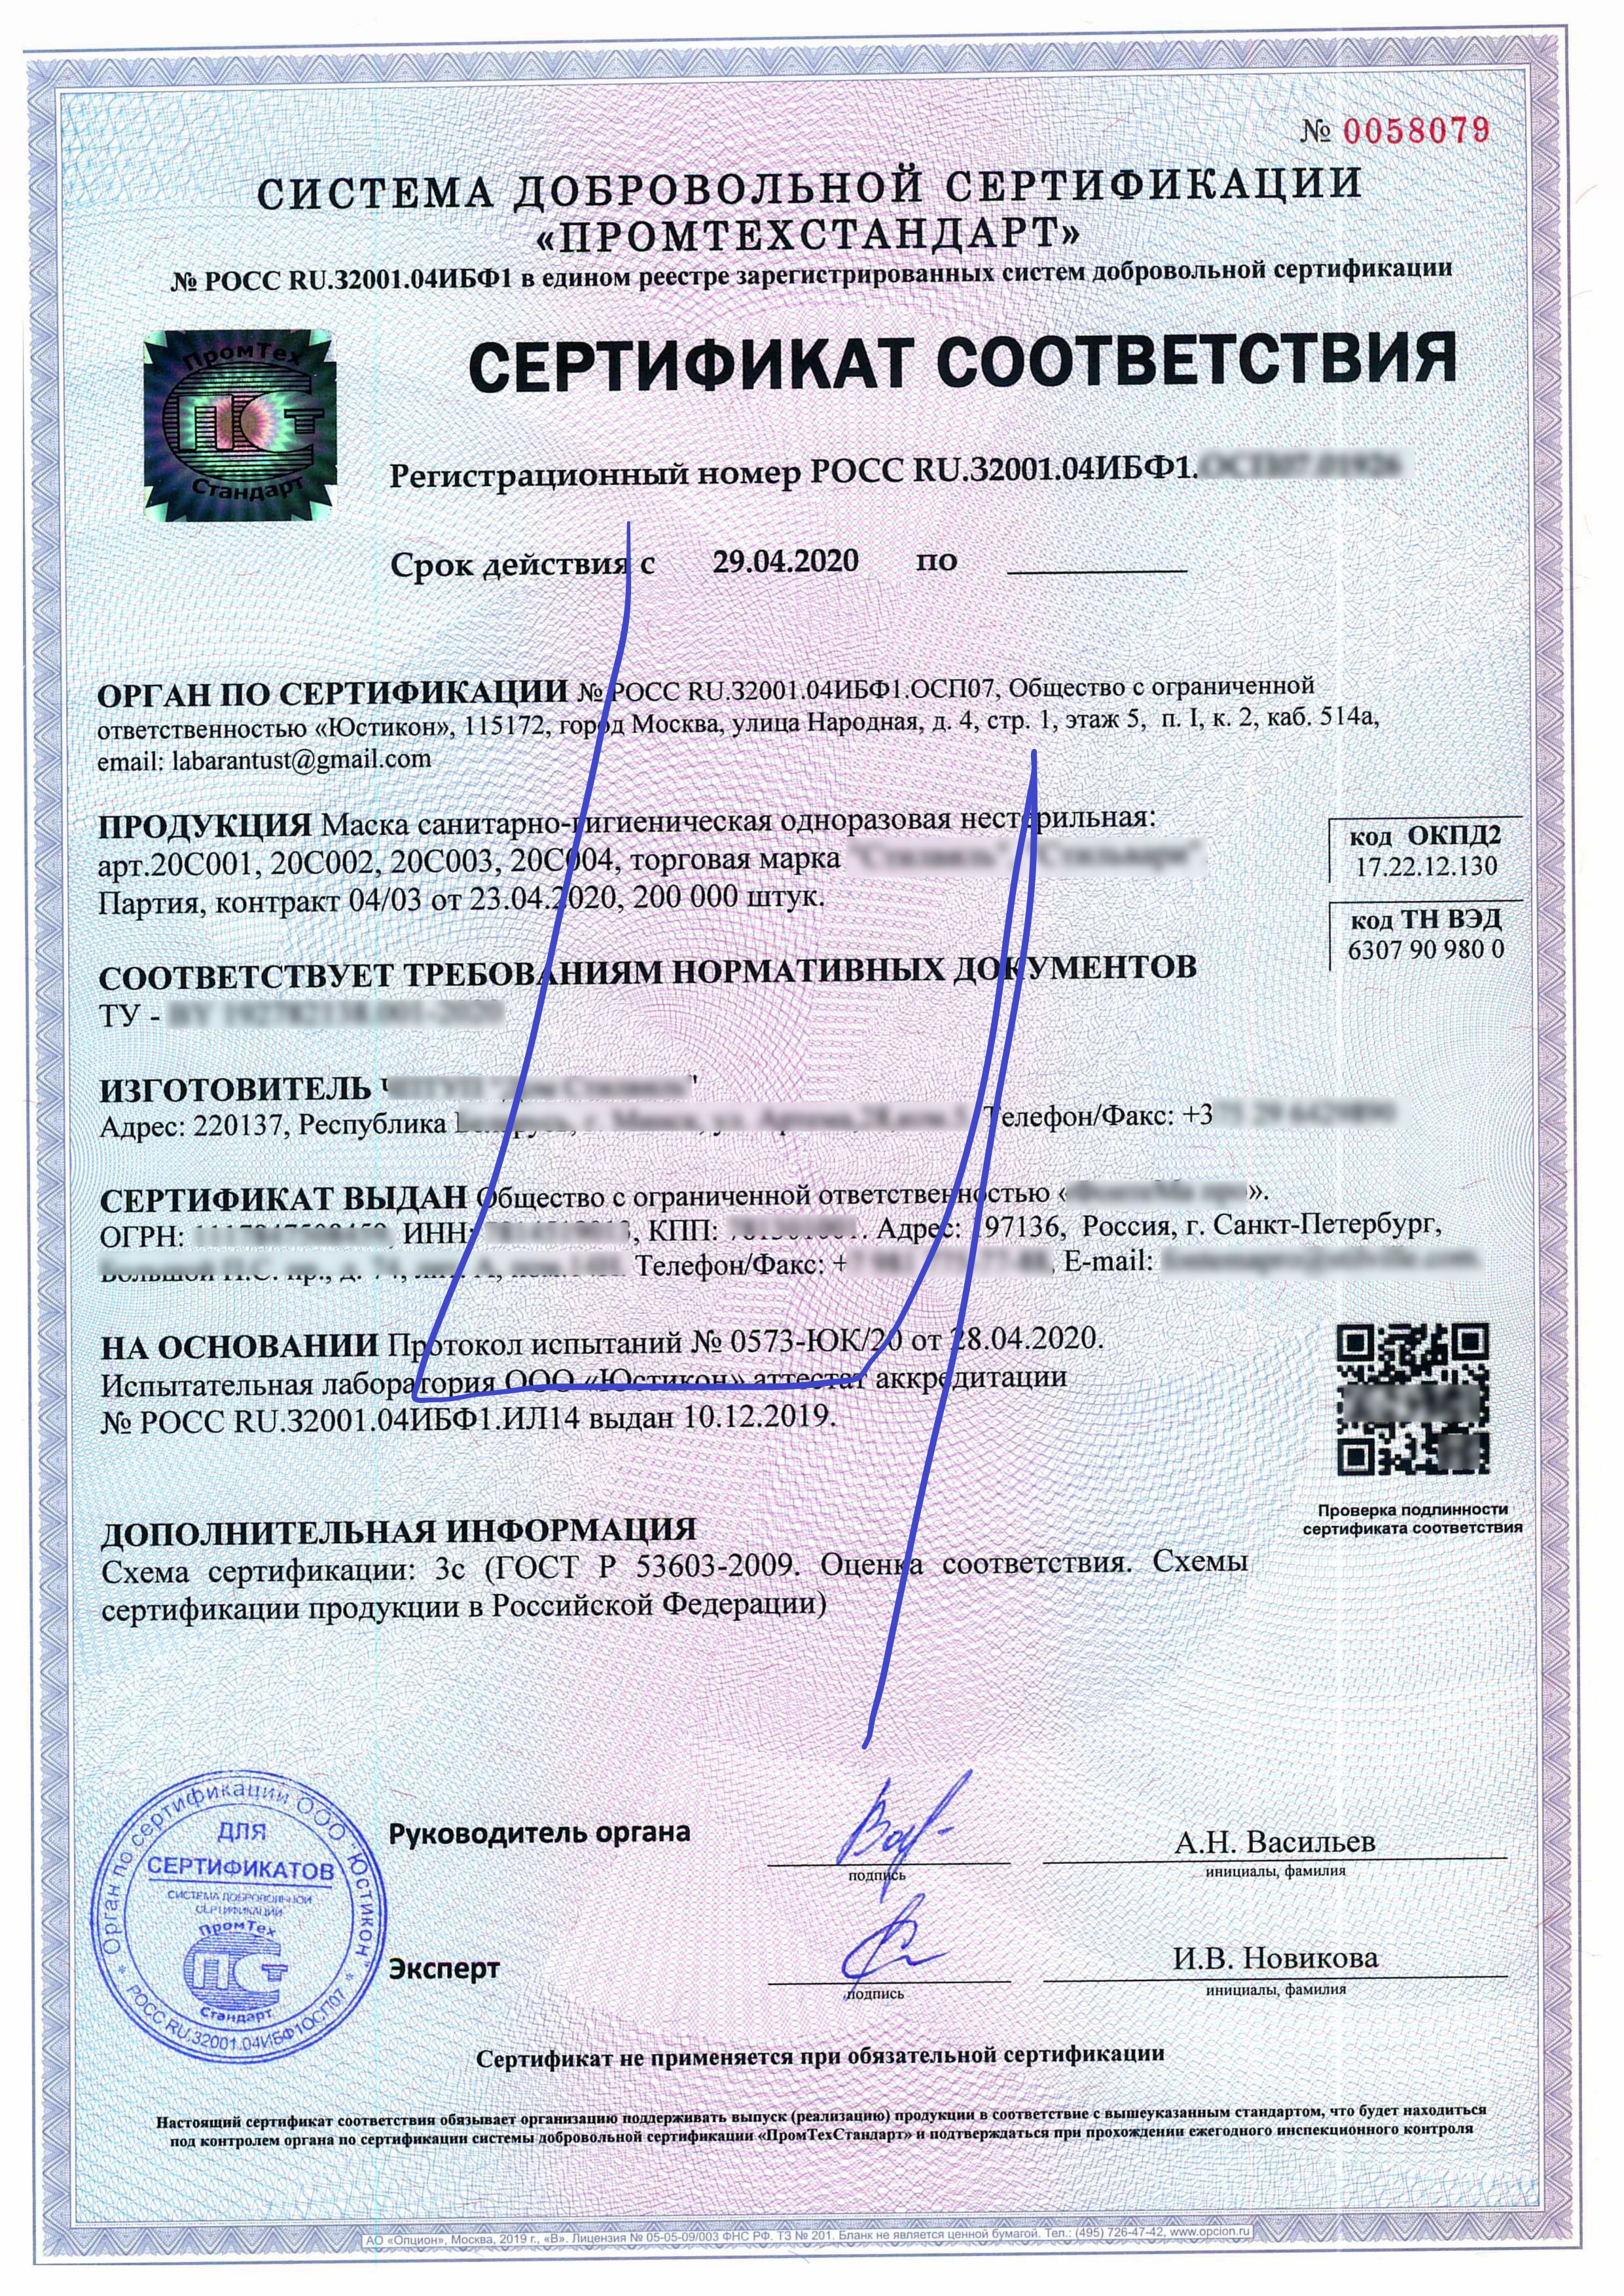 № 0058079
СИСТЕМА ДОБРОВОЛЬНОЙ СЕРТИФИКАЦИИ
«ПРОМТЕХСТАНДАРТ»
№ РОСС RU.32001.04ИБФ1 в едином реестре зарегистрированных систем добровольной сертификации
ПромТех
ПСТ
Стандарт
СЕРТИФИКАТ СООТВЕТСТВИЯ
Регистрационный номер РОСС RU.32001.04ИБФ1.
Срок действия с 29.04.2020 по
ОРГАН ПО СЕРТИФИКАЦИИ № РОСС RU.32001.04ИБФ1.ОСП07, Общество с ограниченной
ответственностью «Юстикон», 115172, город Москва, улица Народная, д. 4, стр. 1, этаж 5, п. I, к. 2, каб. 514а,
email: labarantust@gmail.com
ПРОДУКЦИЯ Маска санитарно-гигиеническая одноразовая нестерильная:
арт.20С001, 20С002, 20С003, 20С004, торговая марка
Партия, контракт 04/03 от 23.04.2020, 200 000 штук.
код ОКПД2
17.22.12.130
код ТН ВЭД
6307 90 980 0
СООТВЕТСТВУЕТ ТРЕБОВАНИЯМ НОРМАТИВНЫХ ДОКУМЕНТОВ
ТУ -
ИЗГОТОВИТЕЛЬ
Адрес: 220137, Республика Телефон/Факс: +3
СЕРТИФИКАТ ВЫДАН Общество с ограниченной ответственностью « ».
ОГРН: , ИНН: , КПП: . Адрес: 197136, Россия, г. Санкт-Петербург,
Телефон/Факс: + , E-mail:
НА ОСНОВАНИИ Протокол испытаний № 0573-ЮК/20 от 28.04.2020.
Испытательная лаборатория ООО «Юстикон» аттестат аккредитации
№ РОСС RU.32001.04ИБФ1.ИЛ14 выдан 10.12.2019.
Проверка подлинности
сертификата соответствия
ДОПОЛНИТЕЛЬНАЯ ИНФОРМАЦИЯ
Схема сертификации: 3с (ГОСТ Р 53603-2009. Оценка соответствия. Схемы
сертификации продукции в Российской Федерации)
Орган по сертификации ООО "Юстикон"
ДЛЯ
СЕРТИФИКАТОВ
СИСТЕМА ДОБРОВОЛЬНОЙ
СЕРТИФИКАЦИИ
ПромТех
ПСТ
Стандарт
РОСС RU.32001.04ИБФ1ОСП07
Руководитель органа
подпись
А.Н. Васильев
инициалы, фамилия
Эксперт
подпись
И.В. Новикова
инициалы, фамилия
Сертификат не применяется при обязательной сертификации
Настоящий сертификат соответствия обязывает организацию поддерживать выпуск (реализацию) продукции в соответствие с вышеуказанным стандартом, что будет находиться
под контролем органа по сертификации системы добровольной сертификации «ПромТехСтандарт» и подтверждаться при прохождении ежегодного инспекционного контроля
АО «Опцион», Москва, 2019 г., «В». Лицензия № 05-05-09/003 ФНС РФ. ТЗ № 201. Бланк не является ценной бумагой. Тел.: (495) 726-47-42, www.opcion.ru